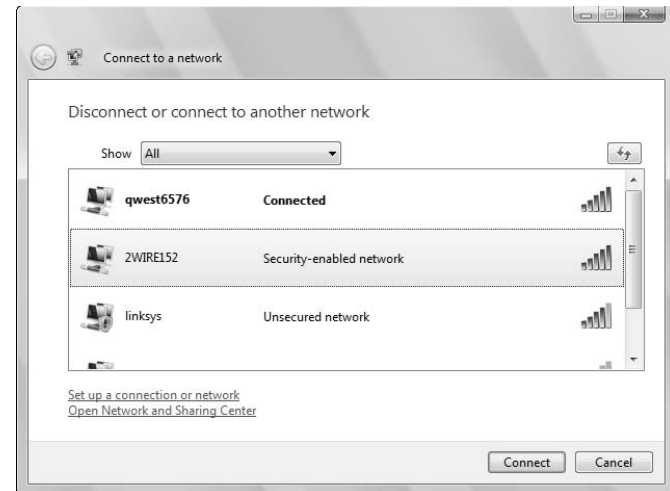 Connect to a network
Disconnect or connect to another network
Show All
qwest6576 Connected
2WIRE152 Security-enabled network
linksys Unsecured network
Set up a connection or network
Open Network and Sharing Center
Connect Cancel